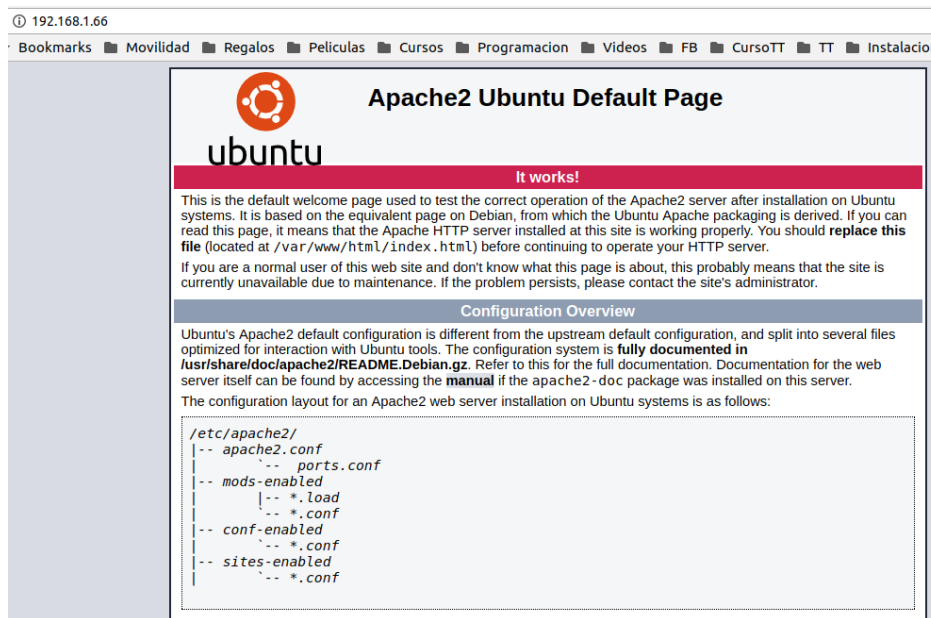 192.168.1.66
Bookmarks Movilidad Regalos Peliculas Cursos Programacion Videos FB CursoTT TT Instalacio
Apache2 Ubuntu Default Page
ubuntu
It works!
This is the default welcome page used to test the correct operation of the Apache2 server after installation on Ubuntu
systems. It is based on the equivalent page on Debian, from which the Ubuntu Apache packaging is derived. If you can
read this page, it means that the Apache HTTP server installed at this site is working properly. You should replace this
file (located at /var/www/html/index.html) before continuing to operate your HTTP server.
If you are a normal user of this web site and don't know what this page is about, this probably means that the site is
currently unavailable due to maintenance. If the problem persists, please contact the site's administrator.
Configuration Overview
Ubuntu's Apache2 default configuration is different from the upstream default configuration, and split into several files
optimized for interaction with Ubuntu tools. The configuration system is fully documented in
/usr/share/doc/apache2/README.Debian.gz. Refer to this for the full documentation. Documentation for the web
server itself can be found by accessing the manual if the apache2-doc package was installed on this server.
The configuration layout for an Apache2 web server installation on Ubuntu systems is as follows:
/etc/apache2/
|-- apache2.conf
|       `--  ports.conf
|-- mods-enabled
|       |-- *.load
|       `-- *.conf
|-- conf-enabled
|       `-- *.conf
|-- sites-enabled
|       `-- *.conf